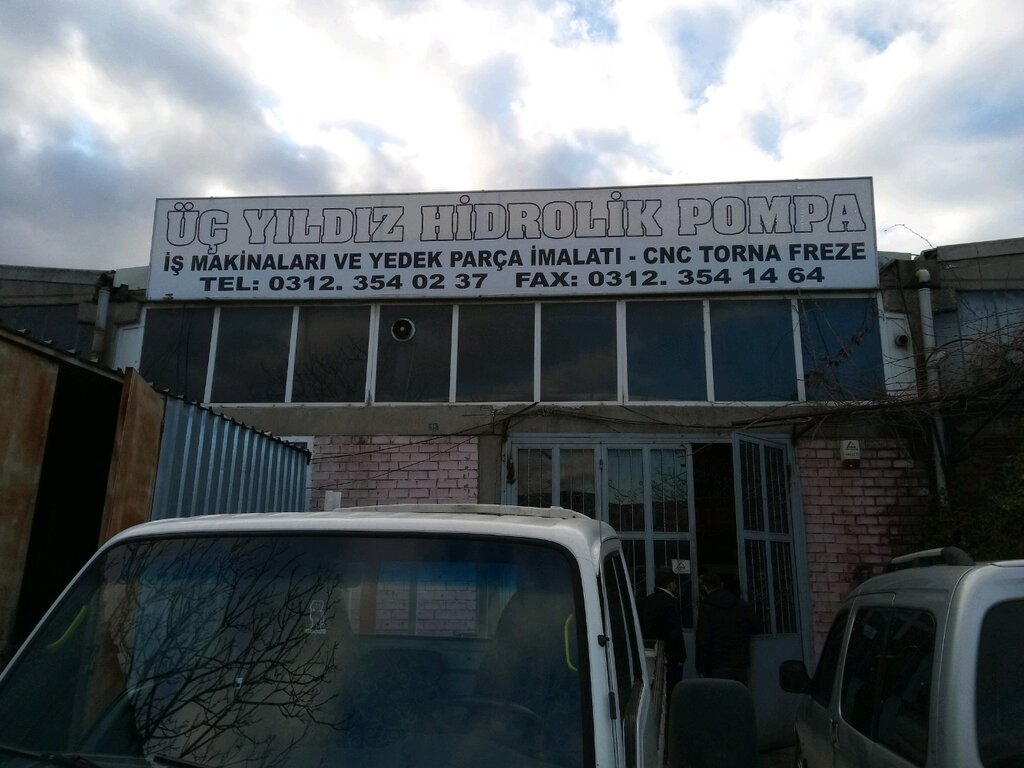 ÜÇ YILDIZ HİDROLİK POMPA
İŞ MAKİNALARI VE YEDEK PARÇA İMALATI - CNC TORNA FREZE
TEL: 0312. 354 02 37 FAX: 0312. 354 14 64